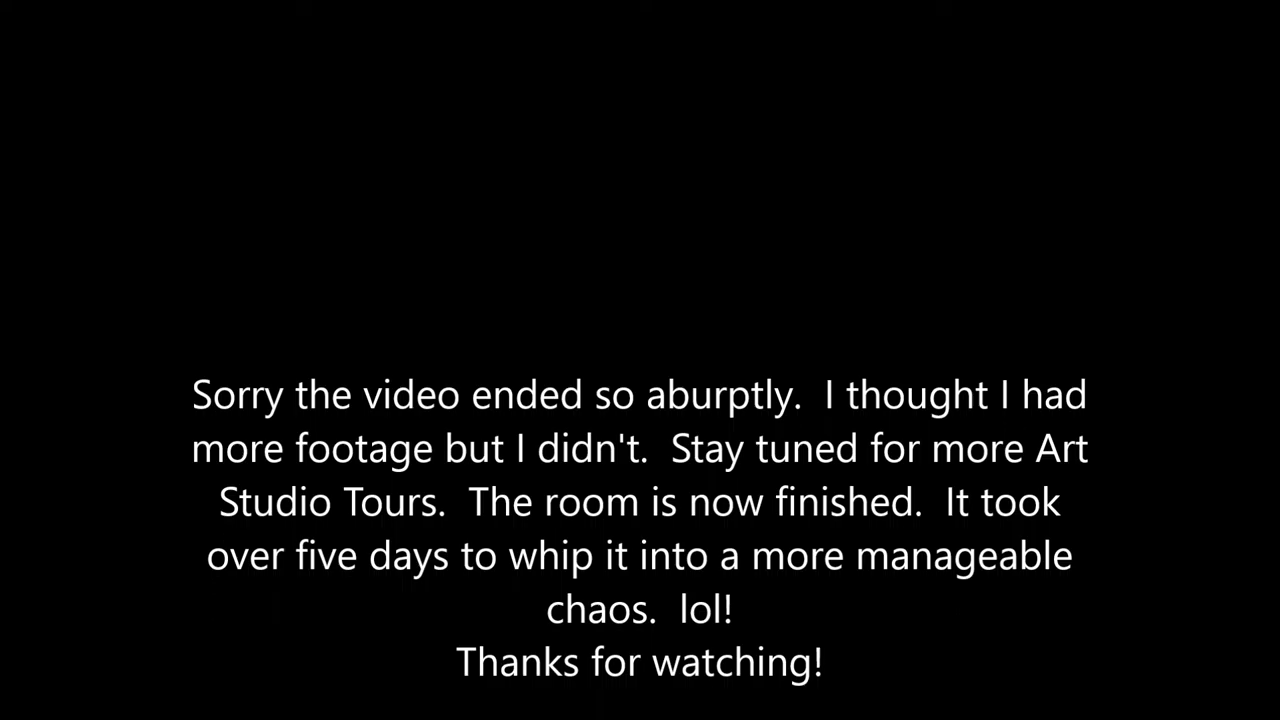 Sorry the video ended so aburptly.  I thought I had
more footage but I didn't.  Stay tuned for more Art
Studio Tours.  The room is now finished.  It took
over five days to whip it into a more manageable
chaos.  lol!
Thanks for watching!